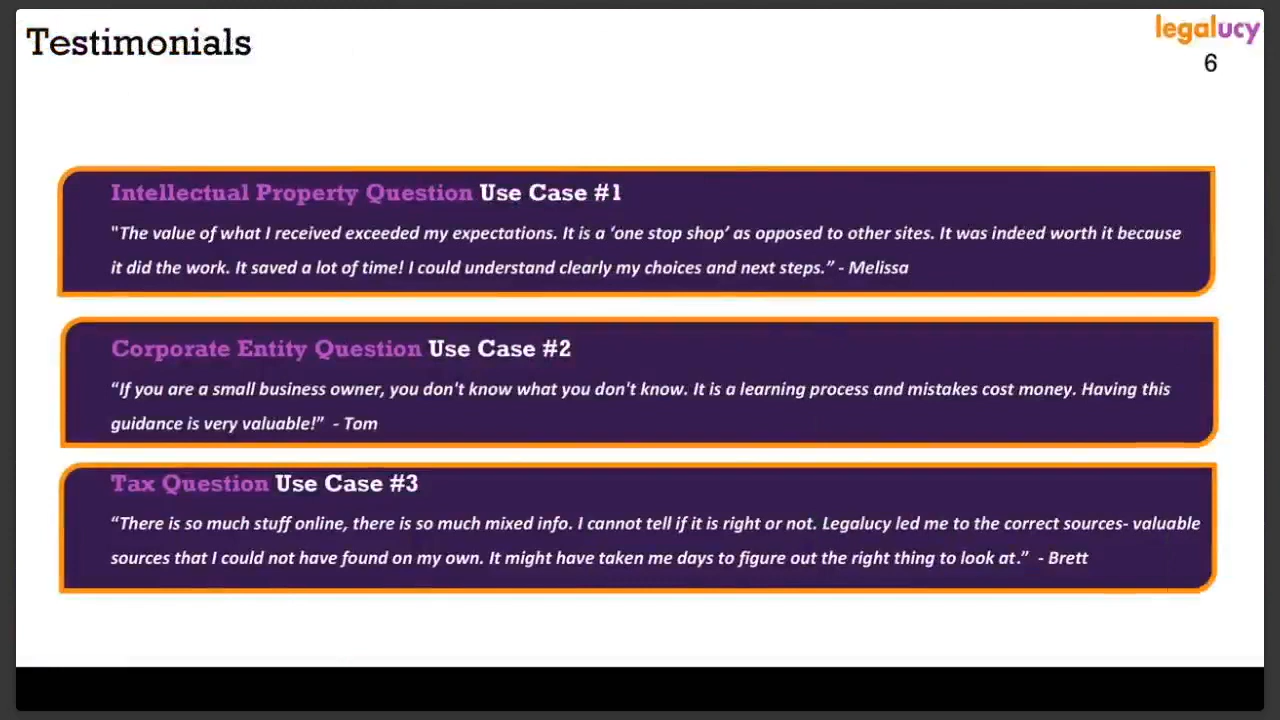 Testimonials
legalucy
6
Intellectual Property Question Use Case #1
"The value of what I received exceeded my expectations. It is a ‘one stop shop’ as opposed to other sites. It was indeed worth it because
it did the work. It saved a lot of time! I could understand clearly my choices and next steps.” - Melissa
Corporate Entity Question Use Case #2
“If you are a small business owner, you don't know what you don't know. It is a learning process and mistakes cost money. Having this
guidance is very valuable!”  - Tom
Tax Question Use Case #3
“There is so much stuff online, there is so much mixed info. I cannot tell if it is right or not. Legalucy led me to the correct sources- valuable
sources that I could not have found on my own. It might have taken me days to figure out the right thing to look at.”  - Brett